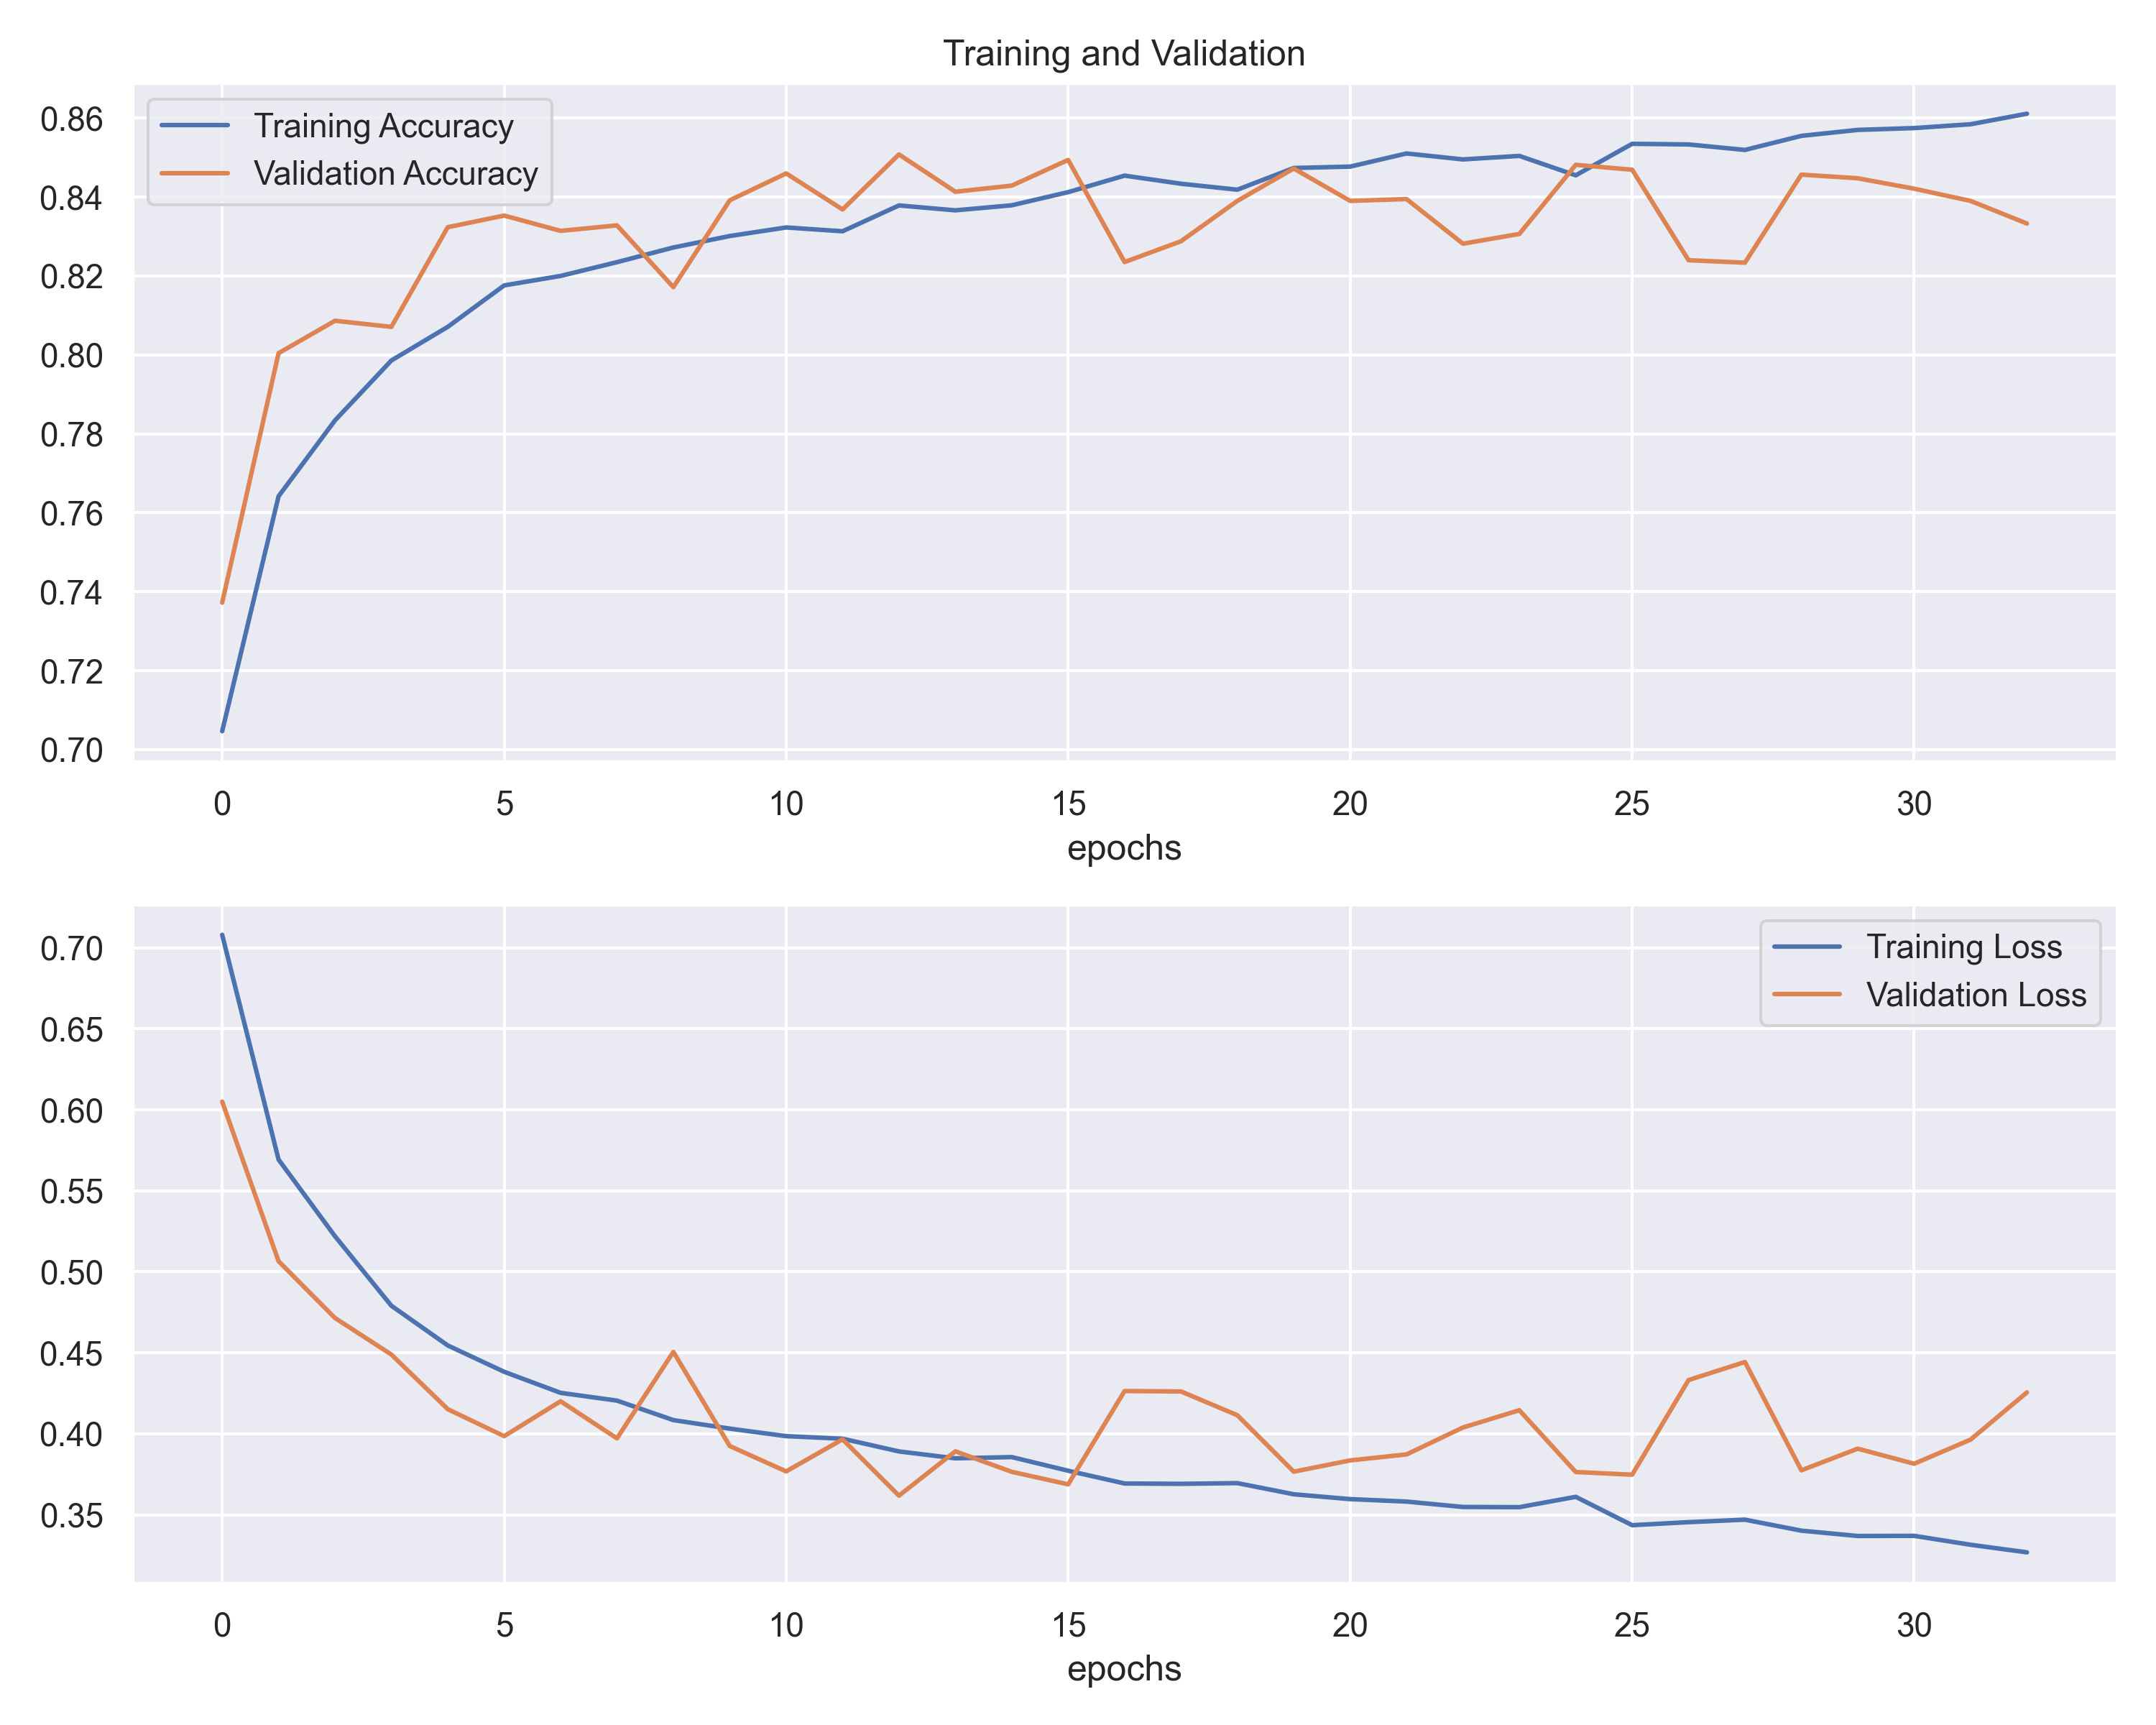 Training and Validation
Training Accuracy
Validation Accuracy
0.86
0.84
0.82
0.80
0.78
0.76
0.74
0.72
0.70
0 5 10 15 20 25 30
epochs
Training Loss
Validation Loss
0.70
0.65
0.60
0.55
0.50
0.45
0.40
0.35
0 5 10 15 20 25 30
epochs